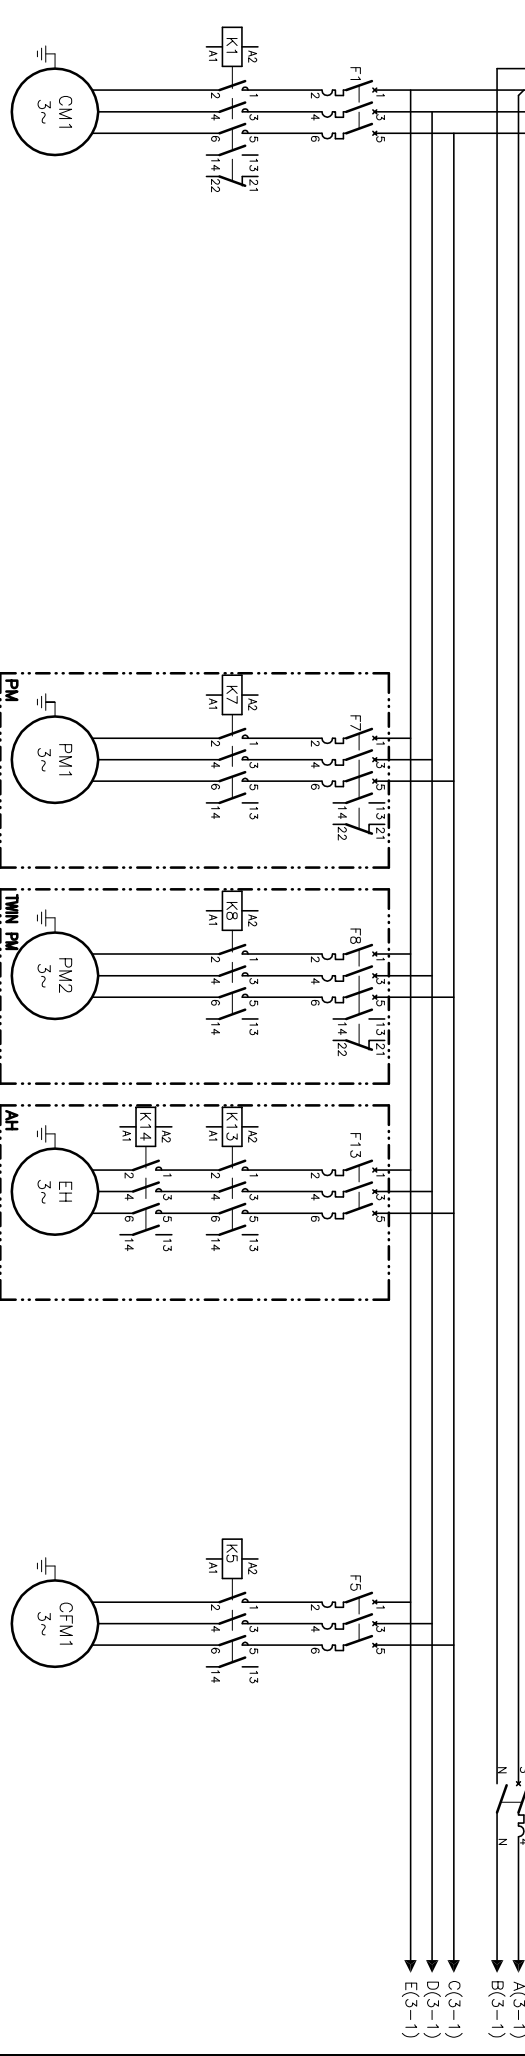 K1
A1 A2
F1
1 3 5
2 4 6
1 3 5 13 21
2 4 6 14 22
CM1
3~
PM
K7
A1 A2
F7
1 3 5 13 21
2 4 6 14 22
1 3 5 13
2 4 6 14
PM1
3~
TWIN PM
K8
A1 A2
F8
1 3 5 13 21
2 4 6 14 22
1 3 5 13
2 4 6 14
PM2
3~
AH
K14
A1 A2
K13
A1 A2
F13
1 3 5
2 4 6
1 3 5 13
2 4 6 14
1 3 5 13
2 4 6 14
EH
3~
K5
A1 A2
F5
1 3 5
2 4 6
1 3 5 13
2 4 6 14
CFM1
3~
N 3
N 4
A(3-1)
B(3-1)
C(3-1)
D(3-1)
E(3-1)